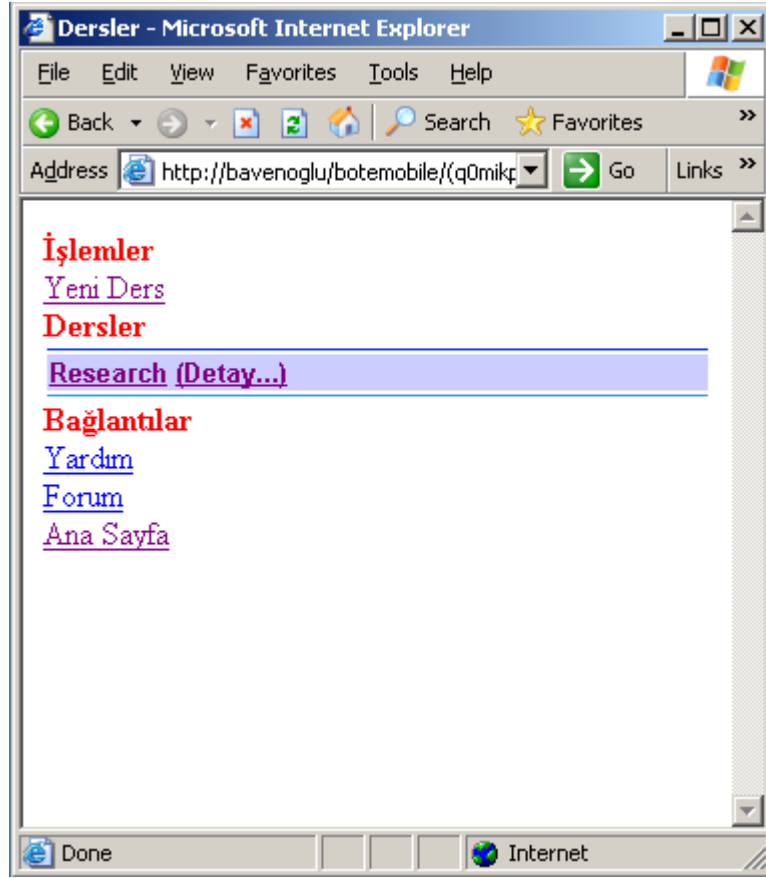 Dersler - Microsoft Internet Explorer
File Edit View Favorites Tools Help
Back Search Favorites »
Address http://bavenoglu/botemobile/(q0mikp Go Links »
İşlemler
Yeni Ders
Dersler
Research (Detay...)
Bağlantılar
Yardım
Forum
Ana Sayfa
Done Internet